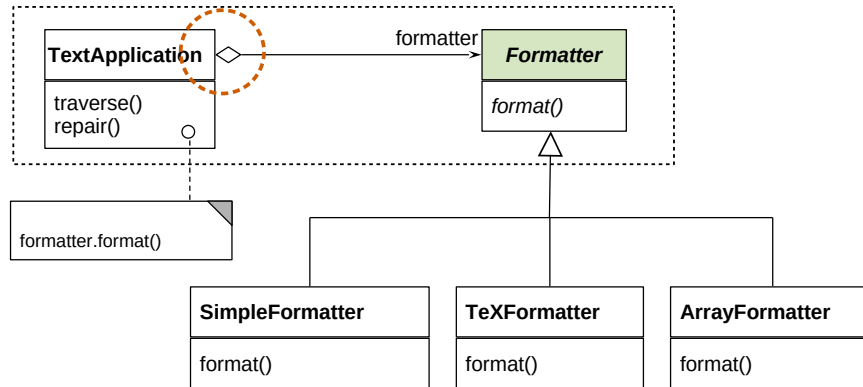 formatter
TextApplication
Formatter
traverse()
repair()
format()
formatter.format()
SimpleFormatter
TeXFormatter
ArrayFormatter
format()
format()
format()